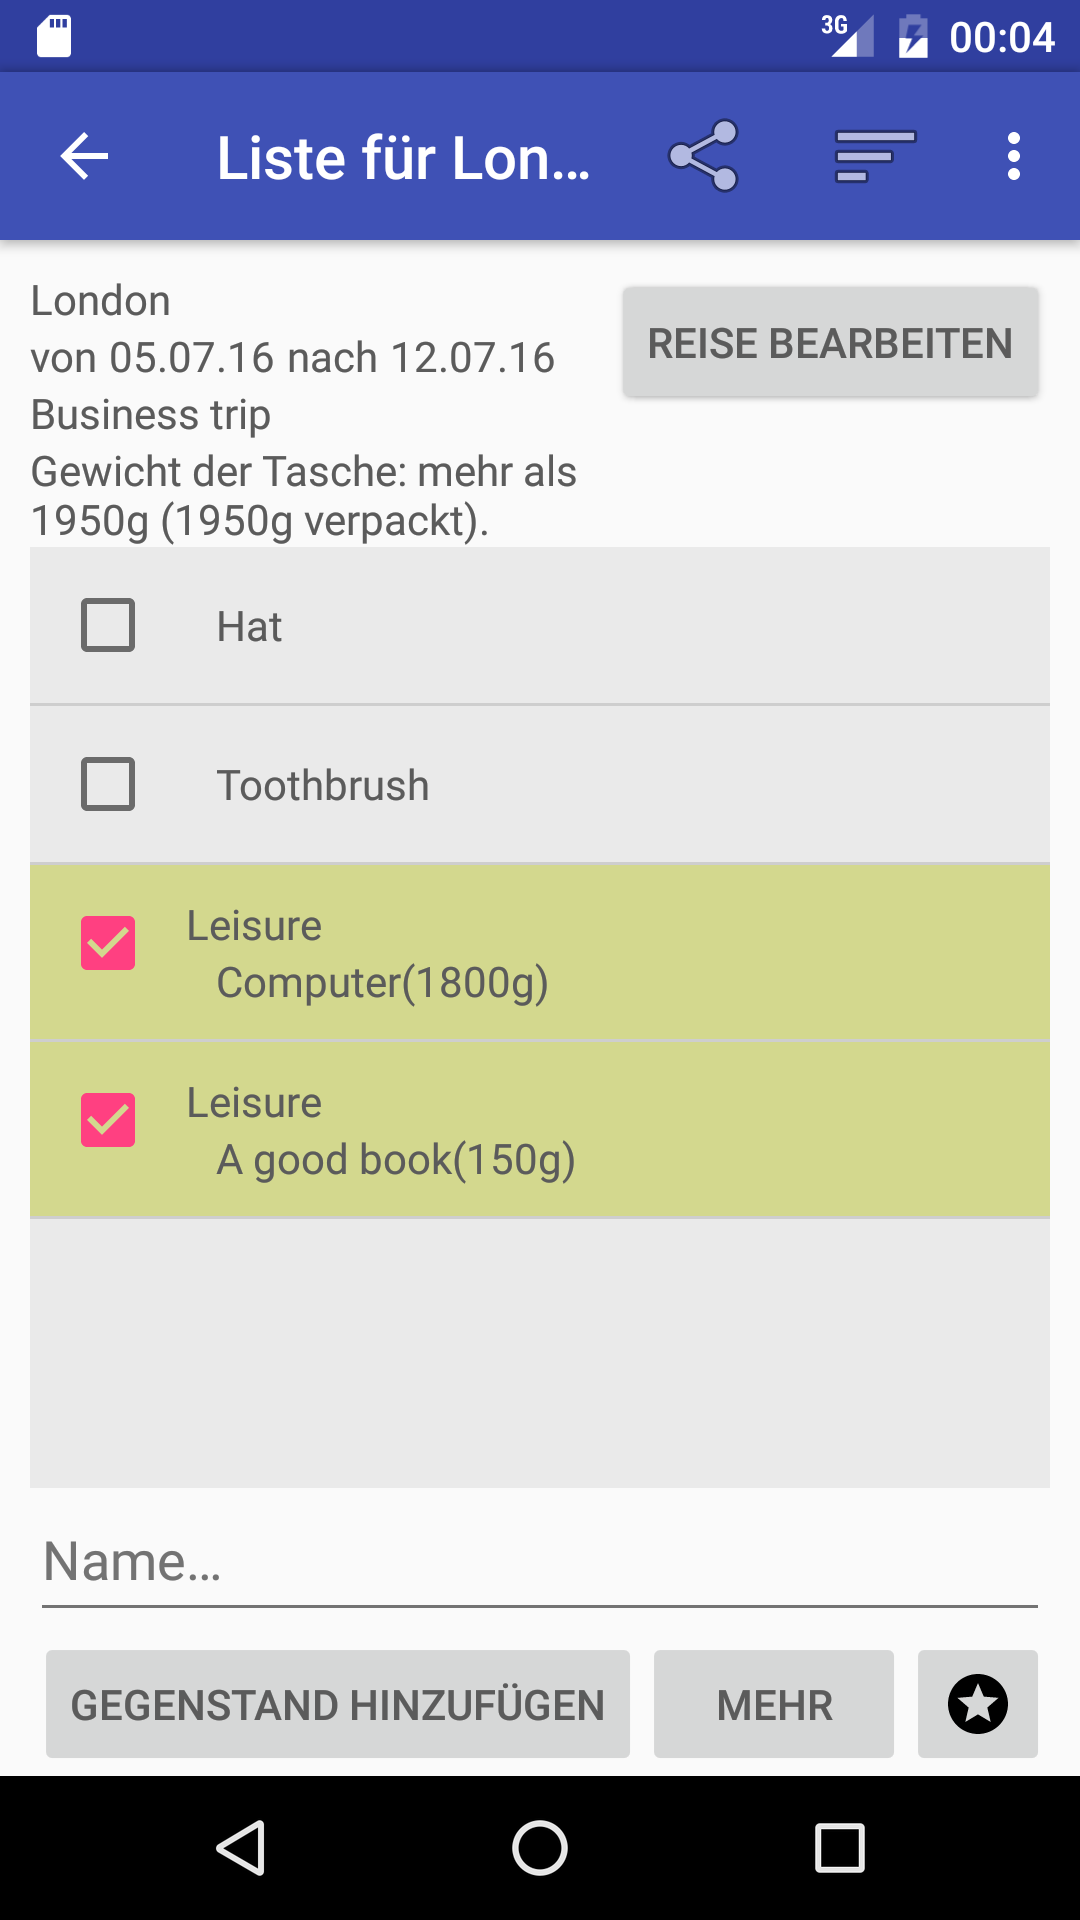 3G 00:04
Liste für Lon…
London
von 05.07.16 nach 12.07.16
REISE BEARBEITEN
Business trip
Gewicht der Tasche: mehr als
1950g (1950g verpackt).
Hat
Toothbrush
Leisure
Computer(1800g)
Leisure
A good book(150g)
Name…
GEGENSTAND HINZUFÜGEN MEHR